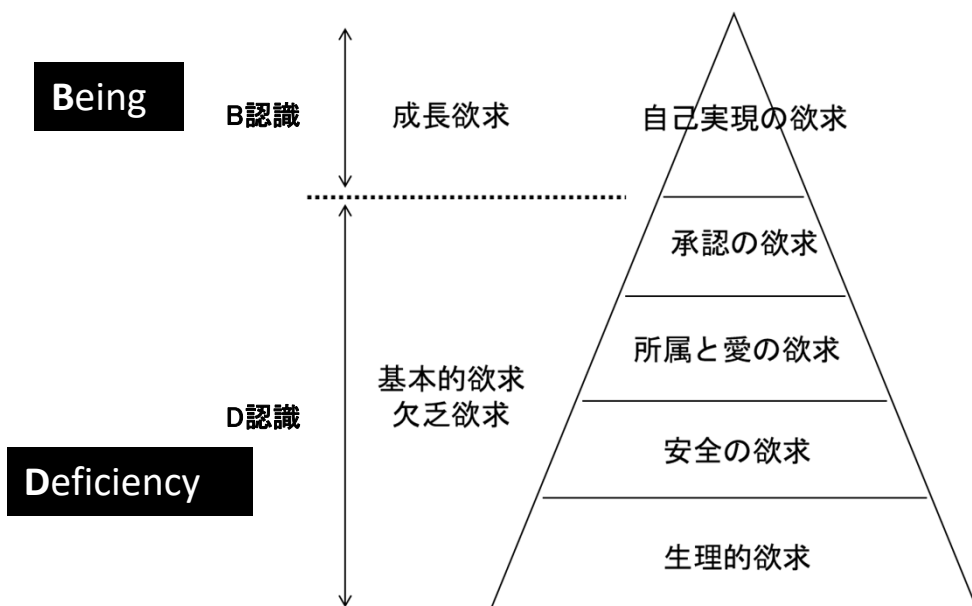 Being
B認識
成長欲求
自己実現の欲求
承認の欲求
所属と愛の欲求
基本的欲求
欠乏欲求
D認識
安全の欲求
Deficiency
生理的欲求